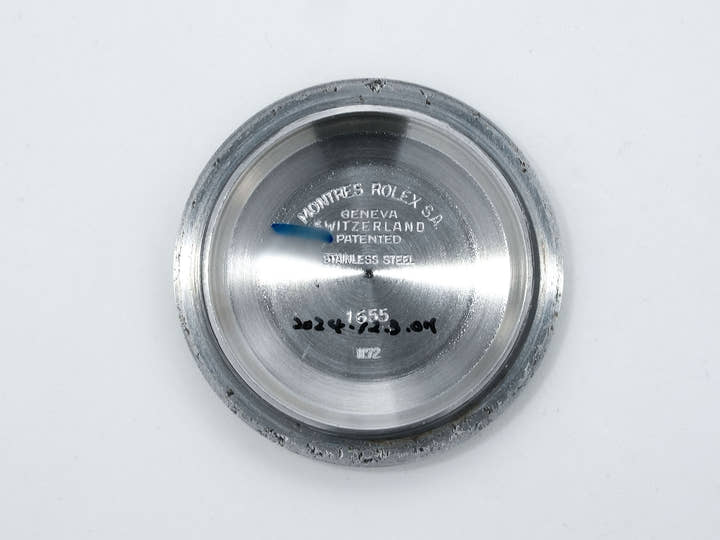 MONTRES ROLEX S.A.
GENEVA
SWITZERLAND
PATENTED
STAINLESS STEEL
1655